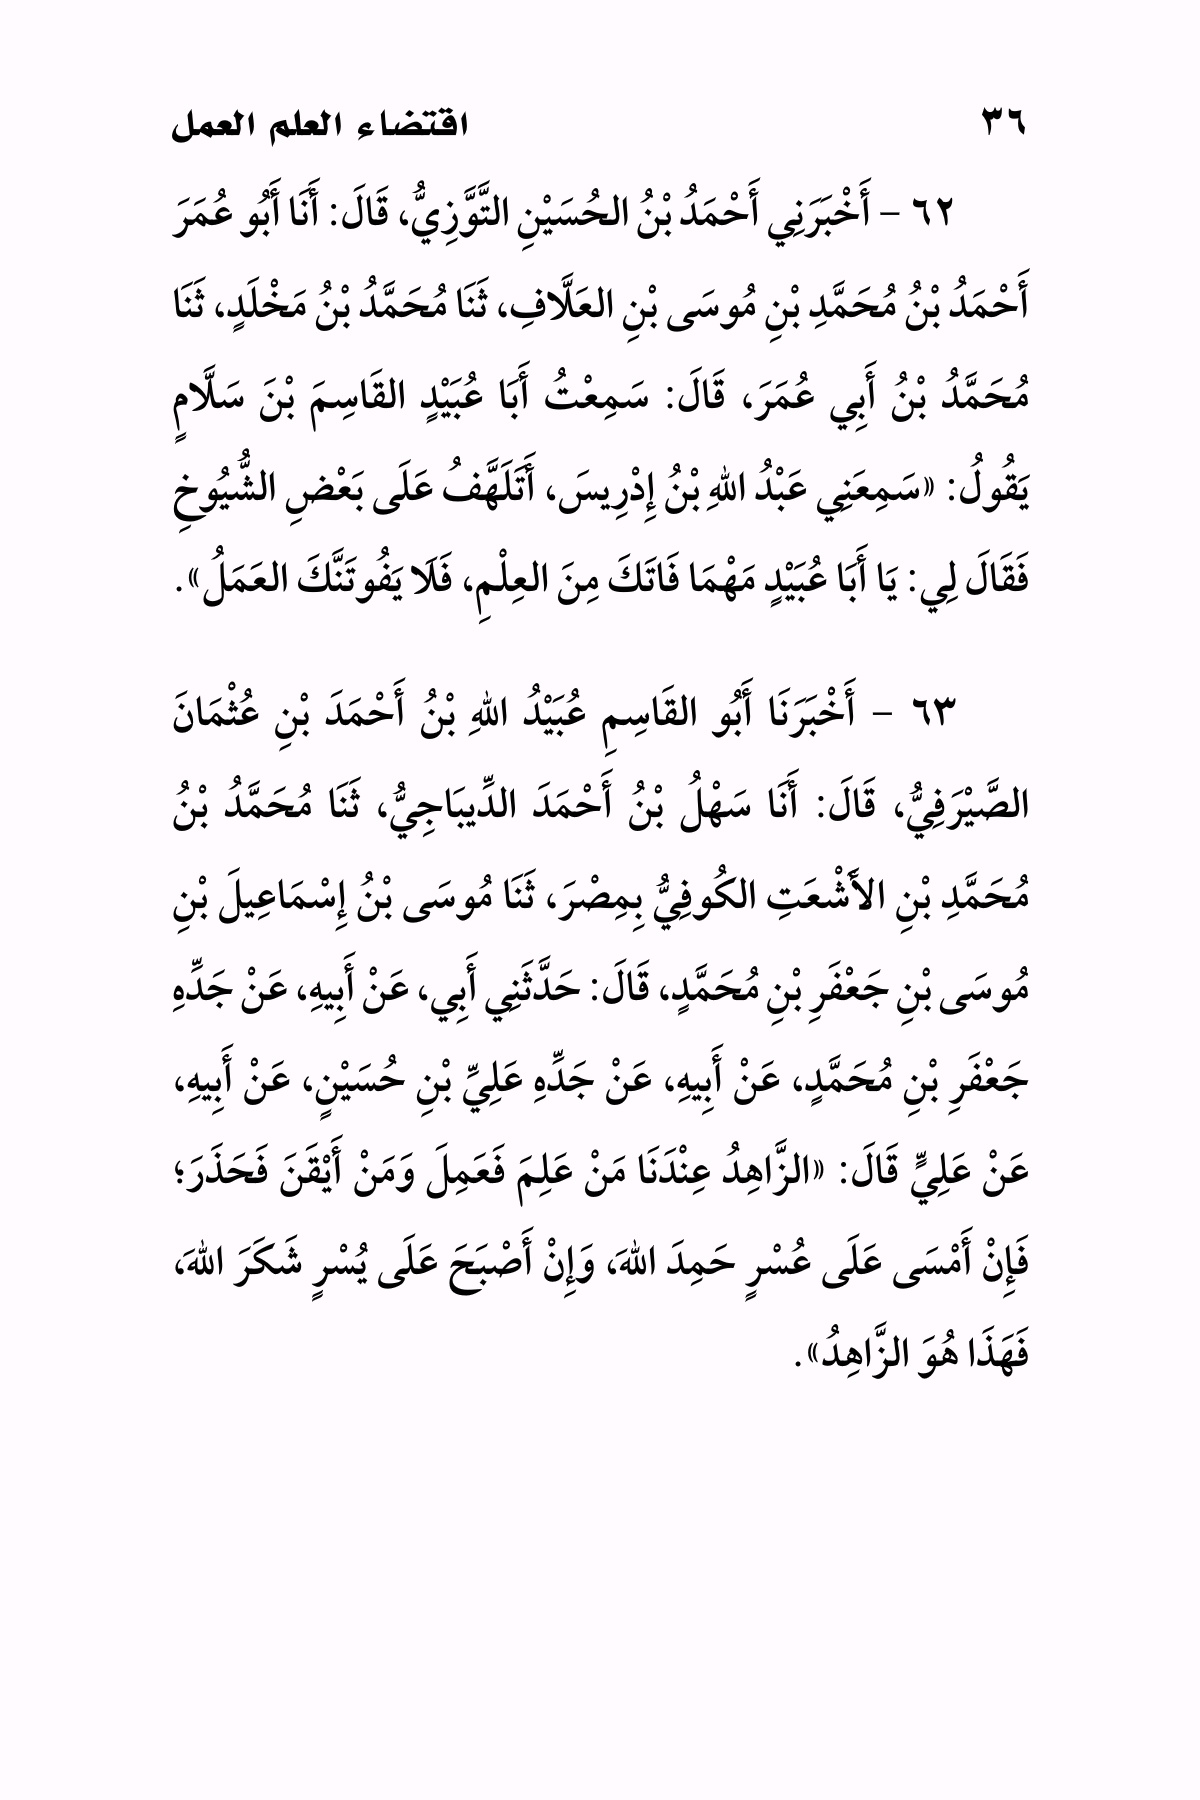 ٣٦ اقتضاء العلم العمل
٦٢ – أَخْبَرَنِي أَحْمَدُ بْنُ الحُسَيْنِ التَّوَّزِيُّ، قَالَ: أَنَا أَبُو عُمَرَ
أَحْمَدُ بْنُ مُحَمَّدِ بْنِ مُوسَى بْنِ العَلَّافِ، ثَنَا مُحَمَّدُ بْنُ مَخْلَدٍ، ثَنَا
مُحَمَّدُ بْنُ أَبِي عُمَرَ، قَالَ: سَمِعْتُ أَبَا عُبَيْدٍ القَاسِمَ بْنَ سَلَّامٍ
يَقُولُ: «سَمِعَنِي عَبْدُ اللهِ بْنُ إِدْرِيسَ، أَتَلَهَّفُ عَلَى بَعْضِ الشُّيُوخِ
فَقَالَ لِي: يَا أَبَا عُبَيْدٍ مَهْمَا فَاتَكَ مِنَ العِلْمِ، فَلَا يَفُوتَنَّكَ العَمَلُ».
٦٣ – أَخْبَرَنَا أَبُو القَاسِمِ عُبَيْدُ اللهِ بْنُ أَحْمَدَ بْنِ عُثْمَانَ
الصَّيْرَفِيُّ، قَالَ: أَنَا سَهْلُ بْنُ أَحْمَدَ الدِّيبَاجِيُّ، ثَنَا مُحَمَّدُ بْنُ
مُحَمَّدِ بْنِ الأَشْعَتِ الكُوفِيُّ بِمِصْرَ، ثَنَا مُوسَى بْنُ إِسْمَاعِيلَ بْنِ
مُوسَى بْنِ جَعْفَرِ بْنِ مُحَمَّدٍ، قَالَ: حَدَّثَنِي أَبِي، عَنْ أَبِيهِ، عَنْ جَدِّهِ
جَعْفَرِ بْنِ مُحَمَّدٍ، عَنْ أَبِيهِ، عَنْ جَدِّهِ عَلِيِّ بْنِ حُسَيْنٍ، عَنْ أَبِيهِ،
عَنْ عَلِيٍّ قَالَ: «الزَّاهِدُ عِنْدَنَا مَنْ عَلِمَ فَعَمِلَ وَمَنْ أَيْقَنَ فَحَذَرَ؛
فَإِنْ أَمْسَى عَلَى عُسْرٍ حَمِدَ اللهَ، وَإِنْ أَصْبَحَ عَلَى يُسْرٍ شَكَرَ اللهَ،
فَهَذَا هُوَ الزَّاهِدُ».